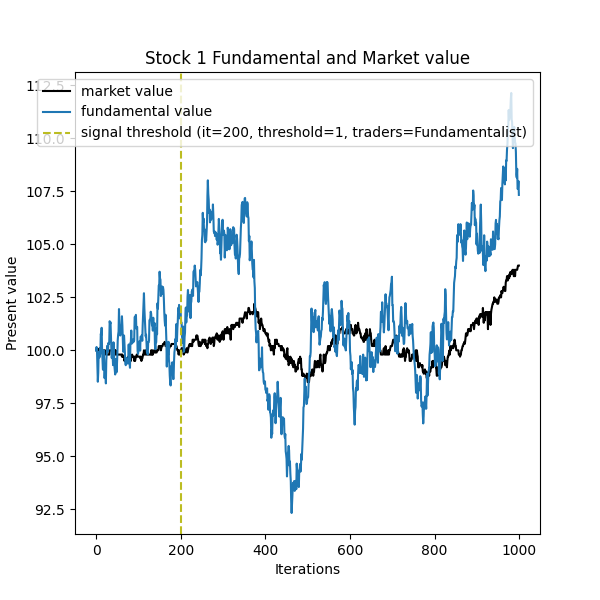 Stock 1 Fundamental and Market value
market value
fundamental value
signal threshold (it=200, threshold=1, traders=Fundamentalist)
112.5
110.0
107.5
105.0
102.5
100.0
97.5
95.0
92.5
Present value
0 200 400 600 800 1000
Iterations